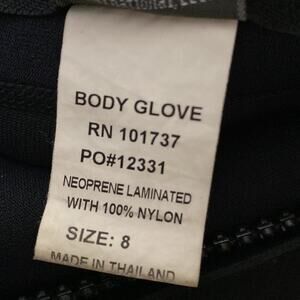 BODY GLOVE
RN 101737
PO#12331
NEOPRENE LAMINATED
WITH 100% NYLON
SIZE: 8
MADE IN THAILAND